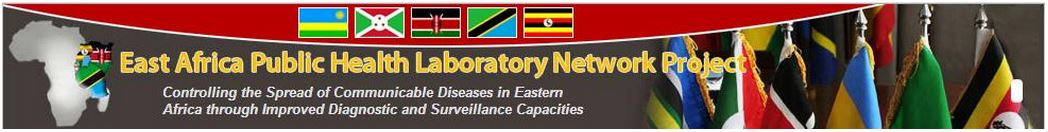 East Africa Public Health Laboratory Network Project
Controlling the Spread of Communicable Diseases in Eastern
Africa through Improved Diagnostic and Surveillance Capacities